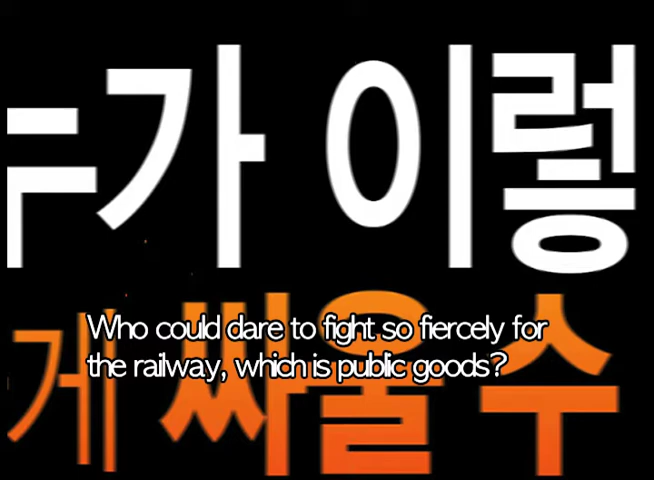 누가 이렇
게 싸울 수
Who could dare to fight so fiercely for
the railway, which is public goods?